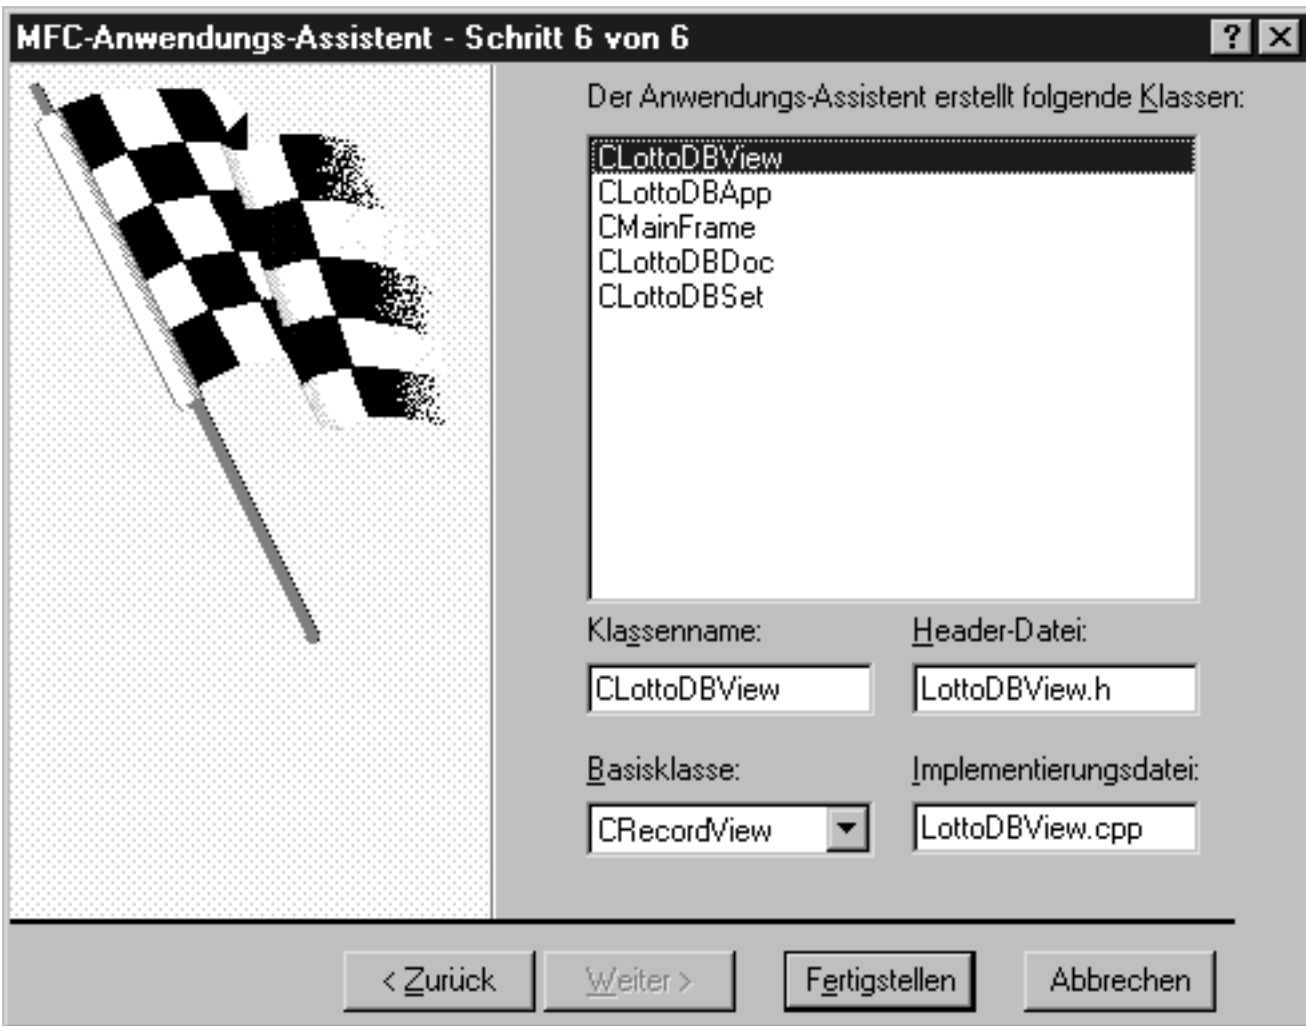 MFC-Anwendungs-Assistent - Schritt 6 von 6
Der Anwendungs-Assistent erstellt folgende Klassen:
CLottoDBView
CLottoDBApp
CMainFrame
CLottoDBDoc
CLottoDBSet
Klassenname: Header-Datei:
CLottoDBView LottoDBView.h
Basisklasse: Implementierungsdatei:
CRecordView LottoDBView.cpp
< Zurück Weiter > Fertigstellen Abbrechen